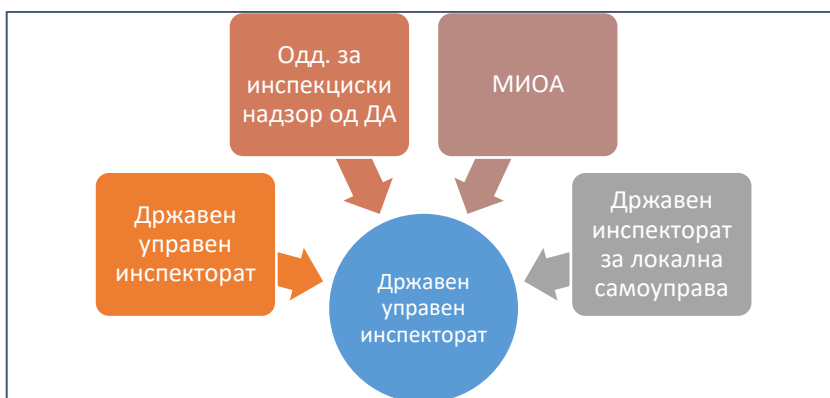 Одд. за
инспекциски
надзор од ДА
МИОА
Државен
управен
инспекторат
Државен
управен
инспекторат
Државен
инспекторат
за локална
самоуправа